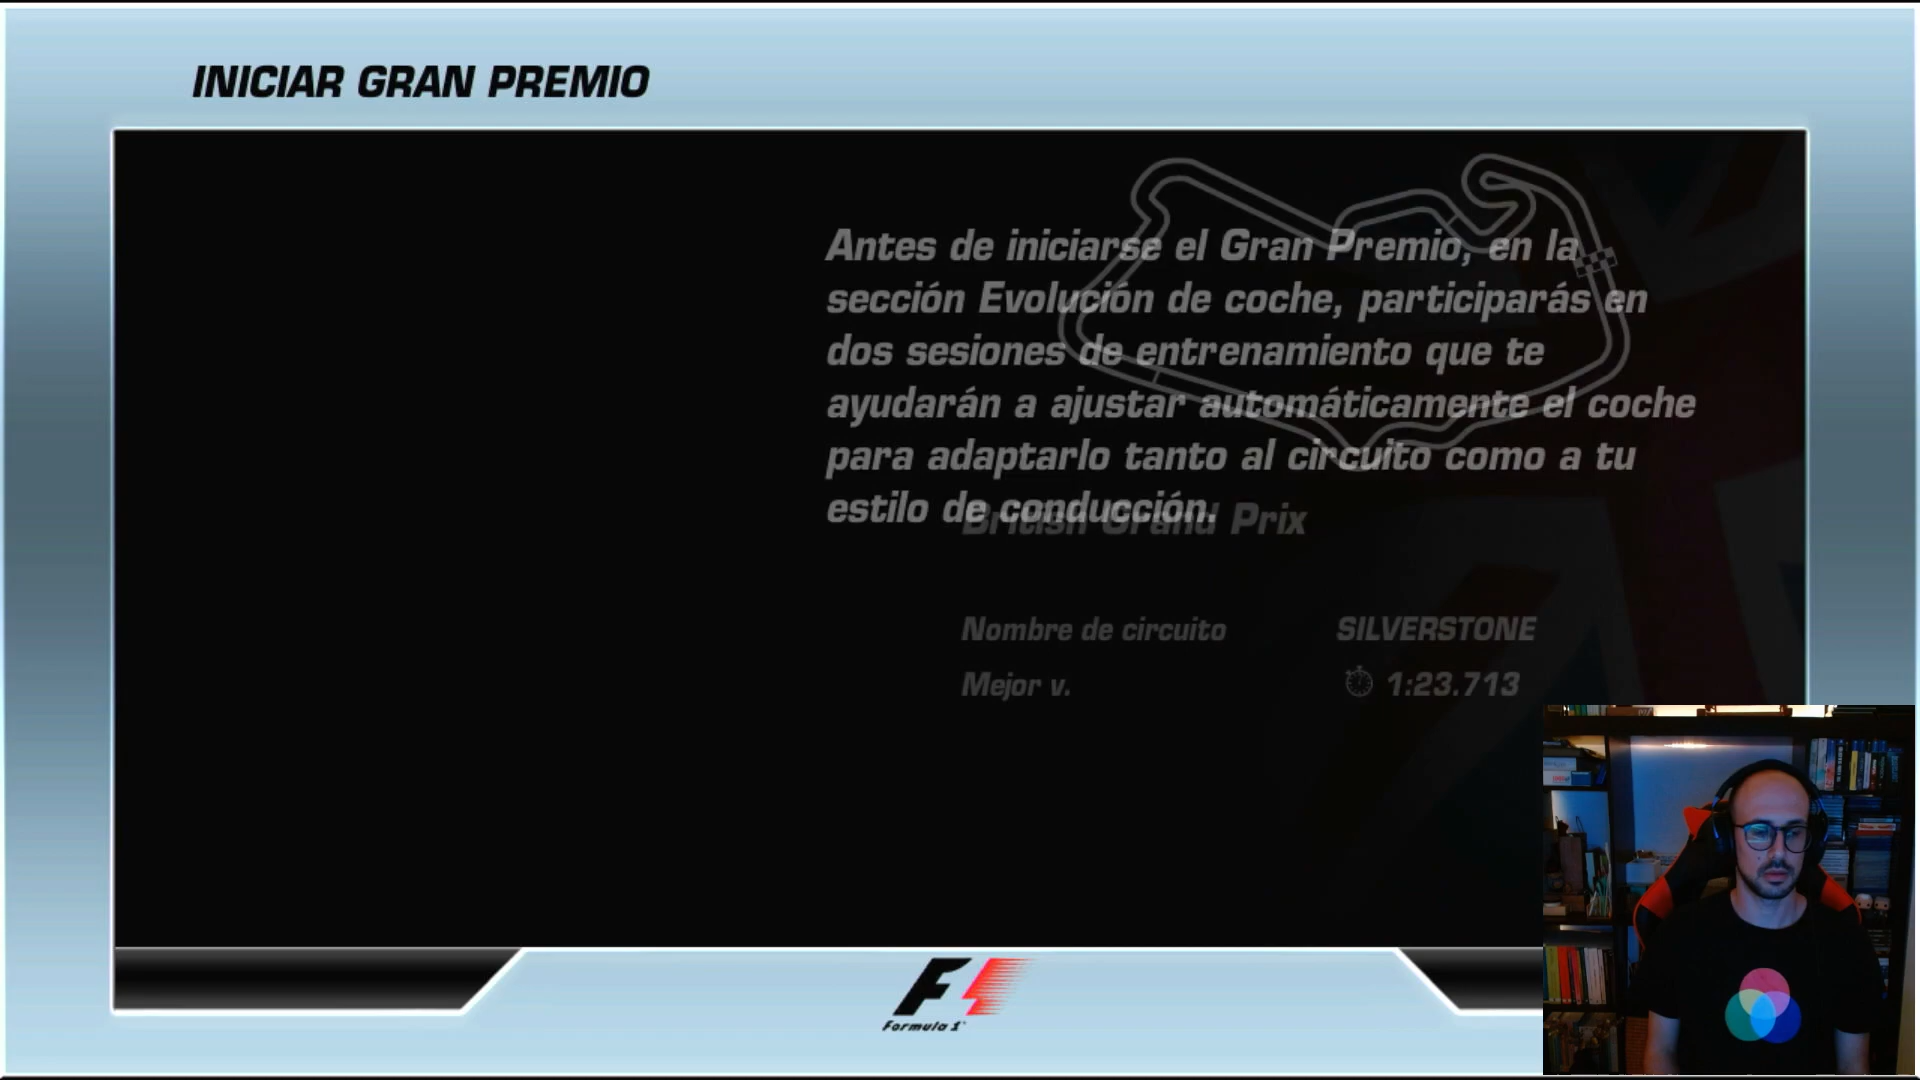 INICIAR GRAN PREMIO
Antes de iniciarse el Gran Premio, en la
sección Evolución de coche, participarás en
dos sesiones de entrenamiento que te
ayudarán a ajustar automáticamente el coche
para adaptarlo tanto al circuito como a tu
estilo de conducción.
British Grand Prix
Nombre de circuito SILVERSTONE
Mejor v. 1:23.713
F1
Formula 1